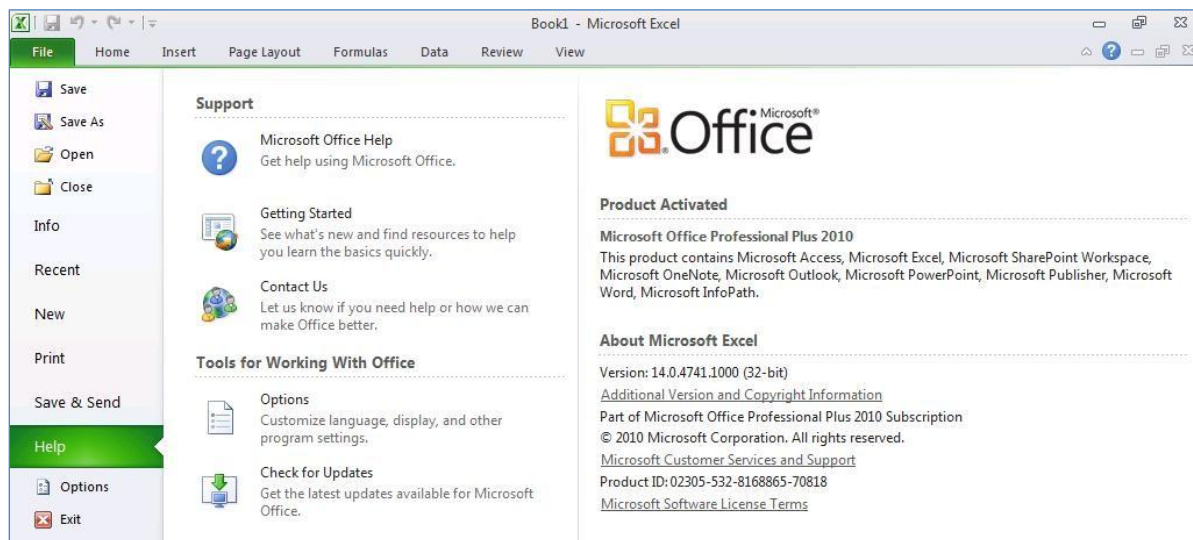 Book1 - Microsoft Excel
File Home Insert Page Layout Formulas Data Review View
Save
Save As
Open
Close
Info
Recent
New
Print
Save & Send
Help
Options
Exit
Support
Microsoft Office Help
Get help using Microsoft Office.
Getting Started
See what's new and find resources to help
you learn the basics quickly.
Contact Us
Let us know if you need help or how we can
make Office better.
Tools for Working With Office
Options
Customize language, display, and other
program settings.
Check for Updates
Get the latest updates available for Microsoft
Office.
Microsoft®
Office
Product Activated
Microsoft Office Professional Plus 2010
This product contains Microsoft Access, Microsoft Excel, Microsoft SharePoint Workspace,
Microsoft OneNote, Microsoft Outlook, Microsoft PowerPoint, Microsoft Publisher, Microsoft
Word, Microsoft InfoPath.
About Microsoft Excel
Version: 14.0.4741.1000 (32-bit)
Additional Version and Copyright Information
Part of Microsoft Office Professional Plus 2010 Subscription
© 2010 Microsoft Corporation. All rights reserved.
Microsoft Customer Services and Support
Product ID: 02305-532-8168865-70818
Microsoft Software License Terms